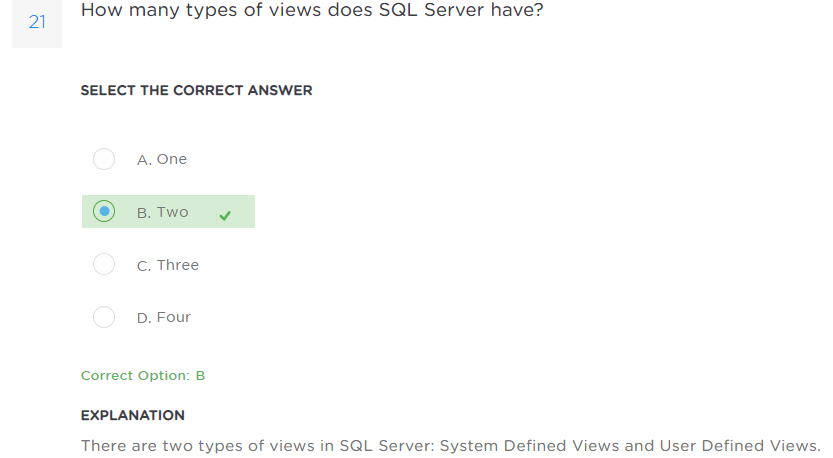 21
How many types of views does SQL Server have?
SELECT THE CORRECT ANSWER
A. One
B. Two
C. Three
D. Four
Correct Option: B
EXPLANATION
There are two types of views in SQL Server: System Defined Views and User Defined Views.